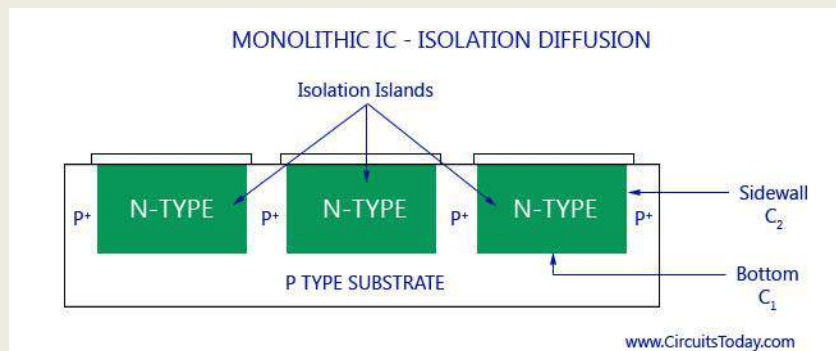 MONOLITHIC IC - ISOLATION DIFFUSION
Isolation Islands
P⁺ N-TYPE P⁺ N-TYPE P⁺ N-TYPE P⁺
Sidewall
C₂
P TYPE SUBSTRATE
Bottom
C₁
www.CircuitsToday.com